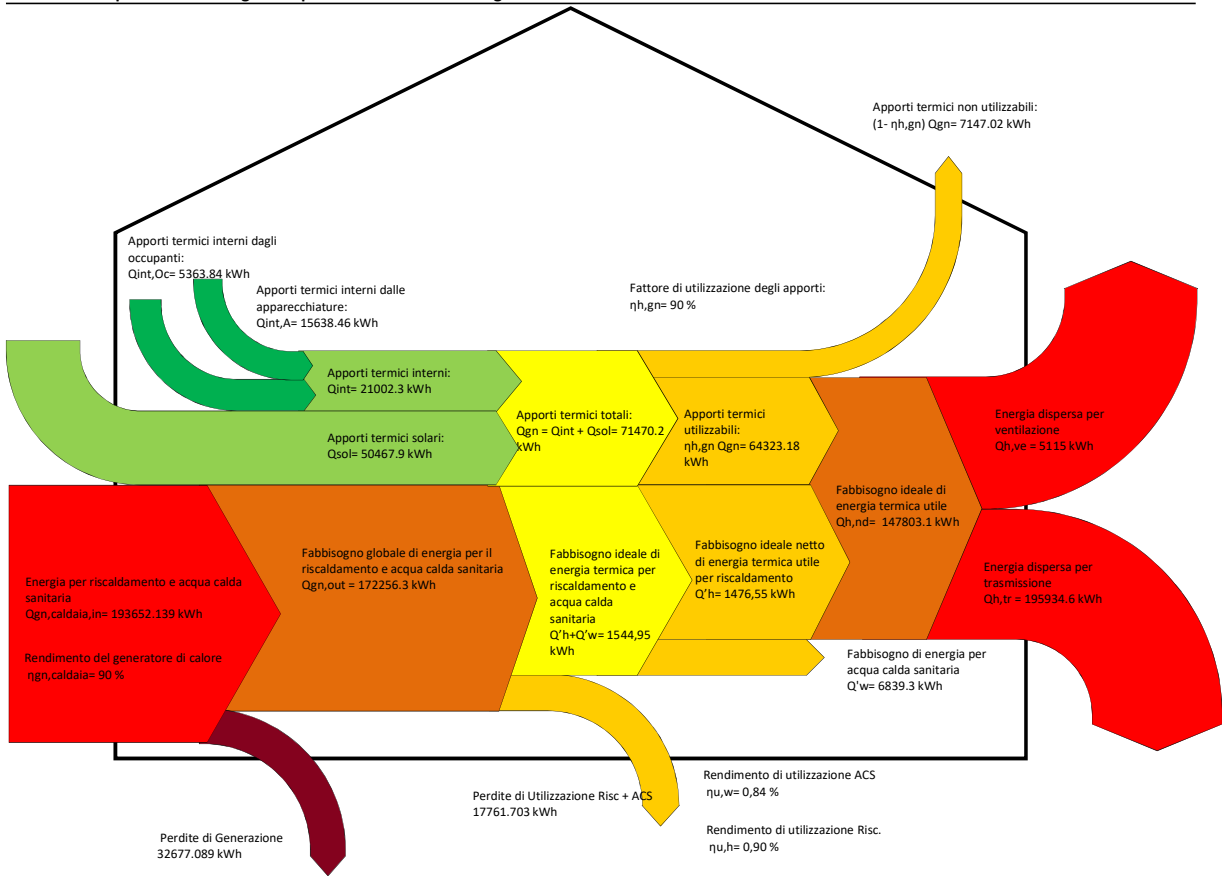 Apporti termici non utilizzabili:
(1- ηh,gn) Qgn= 7147.02 kWh
Apporti termici interni dagli
occupanti:
Qint,Oc= 5363.84 kWh
Apporti termici interni dalle
apparecchiature:
Qint,A= 15638.46 kWh
Fattore di utilizzazione degli apporti:
ηh,gn= 90 %
Apporti termici interni:
Qint= 21002.3 kWh
Apporti termici solari:
Qsol= 50467.9 kWh
Apporti termici totali:
Qgn = Qint + Qsol= 71470.2
kWh
Apporti termici
utilizzabili:
ηh,gn Qgn= 64323.18
kWh
Energia dispersa per
ventilazione
Qh,ve = 5115 kWh
Fabbisogno ideale di
energia termica utile
Qh,nd=  147803.1 kWh
Energia per riscaldamento e acqua calda
sanitaria
Qgn,caldaia,in= 193652.139 kWh
Rendimento del generatore di calore
ηgn,caldaia= 90 %
Fabbisogno globale di energia per il
riscaldamento e acqua calda sanitaria
Qgn,out = 172256.3 kWh
Fabbisogno ideale di
energia termica per
riscaldamento e
acqua calda
sanitaria
Q’h+Q’w= 1544,95
kWh
Fabbisogno ideale netto
di energia termica utile
per riscaldamento
Q’h= 1476,55 kWh
Energia dispersa per
trasmissione
Qh,tr = 195934.6 kWh
Fabbisogno di energia per
acqua calda sanitaria
Q'w= 6839.3 kWh
Perdite di Generazione
32677.089 kWh
Perdite di Utilizzazione Risc + ACS
17761.703 kWh
Rendimento di utilizzazione ACS
ηu,w= 0,84 %
Rendimento di utilizzazione Risc.
ηu,h= 0,90 %